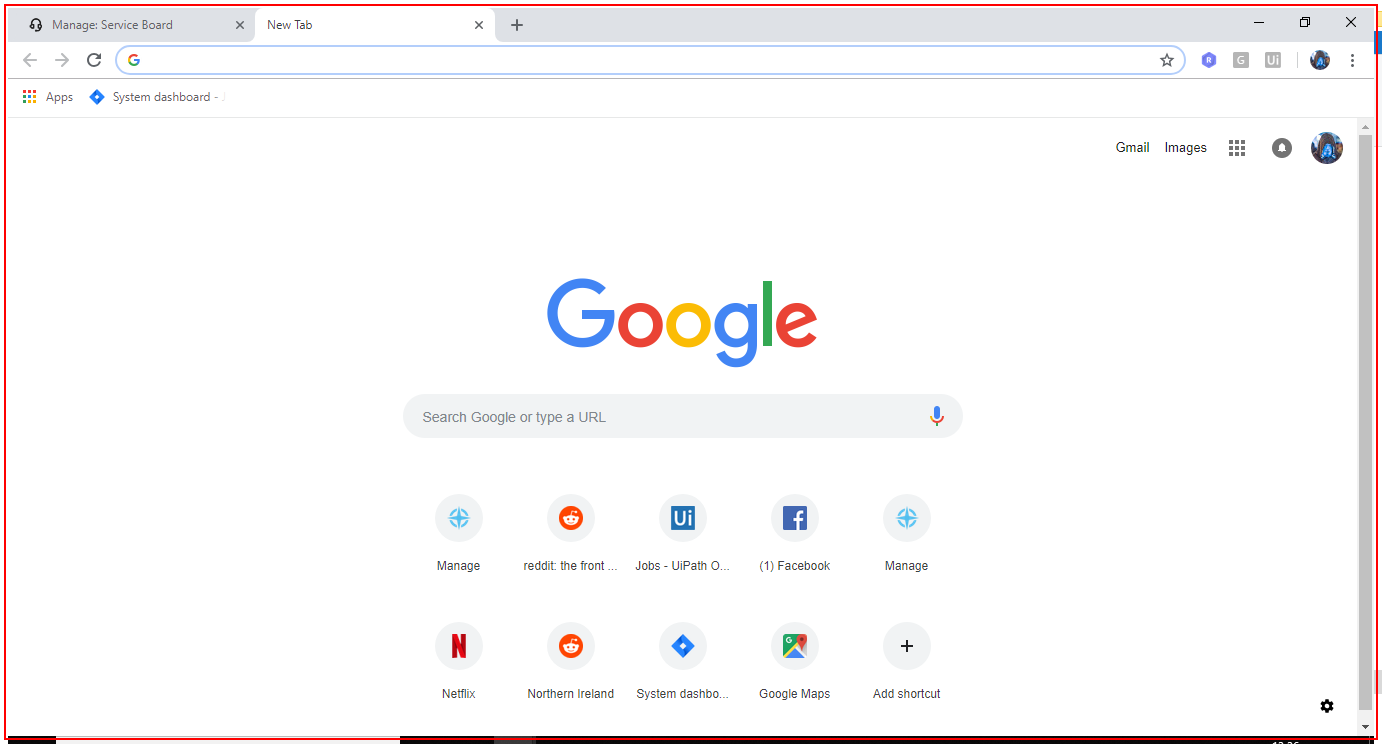 Manage: Service Board
New Tab
G
R G Ui
Apps System dashboard -
Gmail Images
Google
Search Google or type a URL
Ui
Manage reddit: the front ... Jobs - UiPath O... (1) Facebook Manage
Netflix Northern Ireland System dashbo... Google Maps Add shortcut